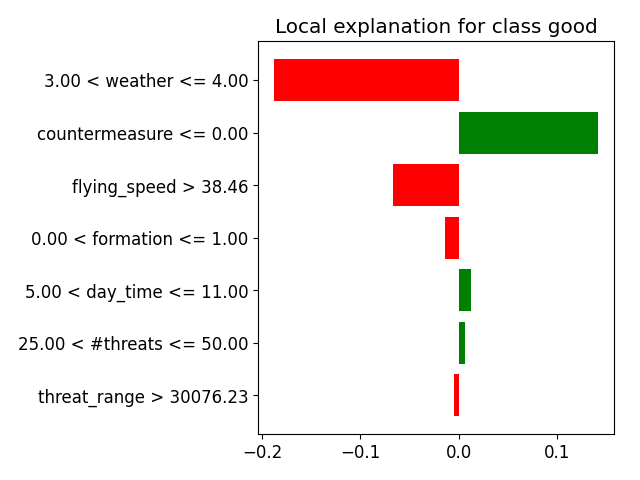 Local explanation for class good
3.00 < weather <= 4.00
countermeasure <= 0.00
flying_speed > 38.46
0.00 < formation <= 1.00
5.00 < day_time <= 11.00
25.00 < #threats <= 50.00
threat_range > 30076.23
−0.2 −0.1 0.0 0.1